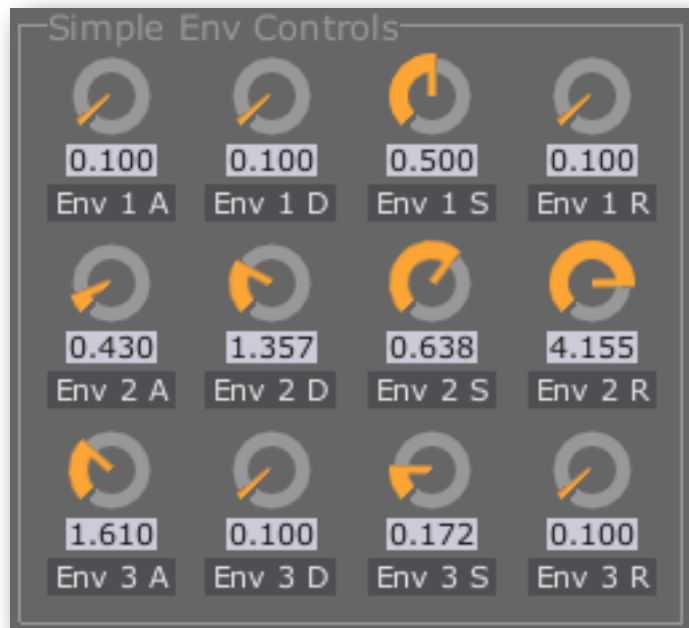 Simple Env Controls
0.100 0.100 0.500 0.100
Env 1 A Env 1 D Env 1 S Env 1 R
0.430 1.357 0.638 4.155
Env 2 A Env 2 D Env 2 S Env 2 R
1.610 0.100 0.172 0.100
Env 3 A Env 3 D Env 3 S Env 3 R